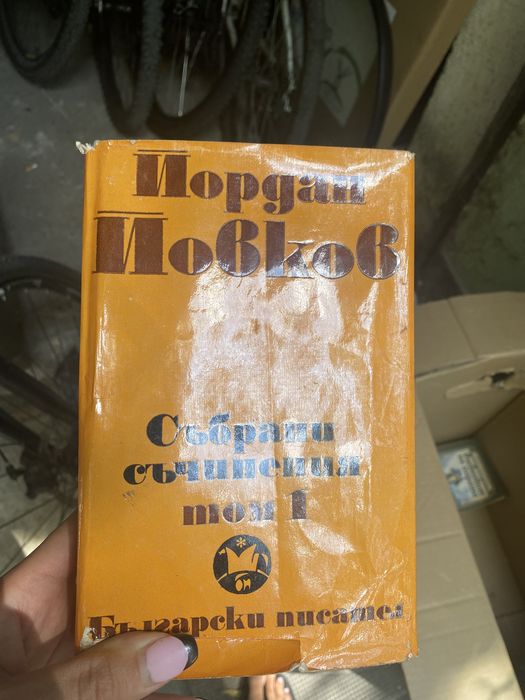 Йордан
Йовков
Събрани
съчинения
том 1
Български писател